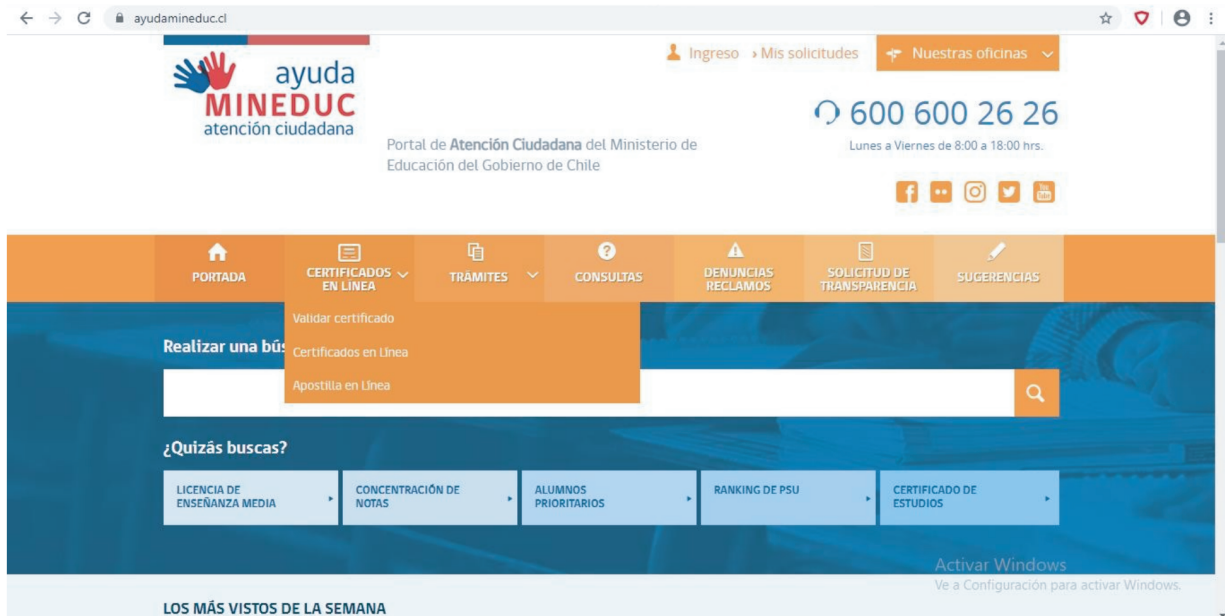 ayudamineduc.cl
ayuda
MINEDUC
atención ciudadana
Ingreso › Mis solicitudes
Nuestras oficinas
Portal de Atención Ciudadana del Ministerio de
Educación del Gobierno de Chile
600 600 26 26
Lunes a Viernes de 8:00 a 18:00 hrs.
You
Tube
PORTADA
CERTIFICADOS
EN LÍNEA
TRÁMITES
CONSULTAS
DENUNCIAS
RECLAMOS
SOLICITUD DE
TRANSPARENCIA
SUGERENCIAS
Validar certificado
Certificados en Línea
Apostilla en Línea
Realizar una bús
¿Quizás buscas?
LICENCIA DE
ENSEÑANZA MEDIA
CONCENTRACIÓN DE
NOTAS
ALUMNOS
PRIORITARIOS
RANKING DE PSU
CERTIFICADO DE
ESTUDIOS
Activar Windows
Ve a Configuración para activar Windows.
LOS MÁS VISTOS DE LA SEMANA